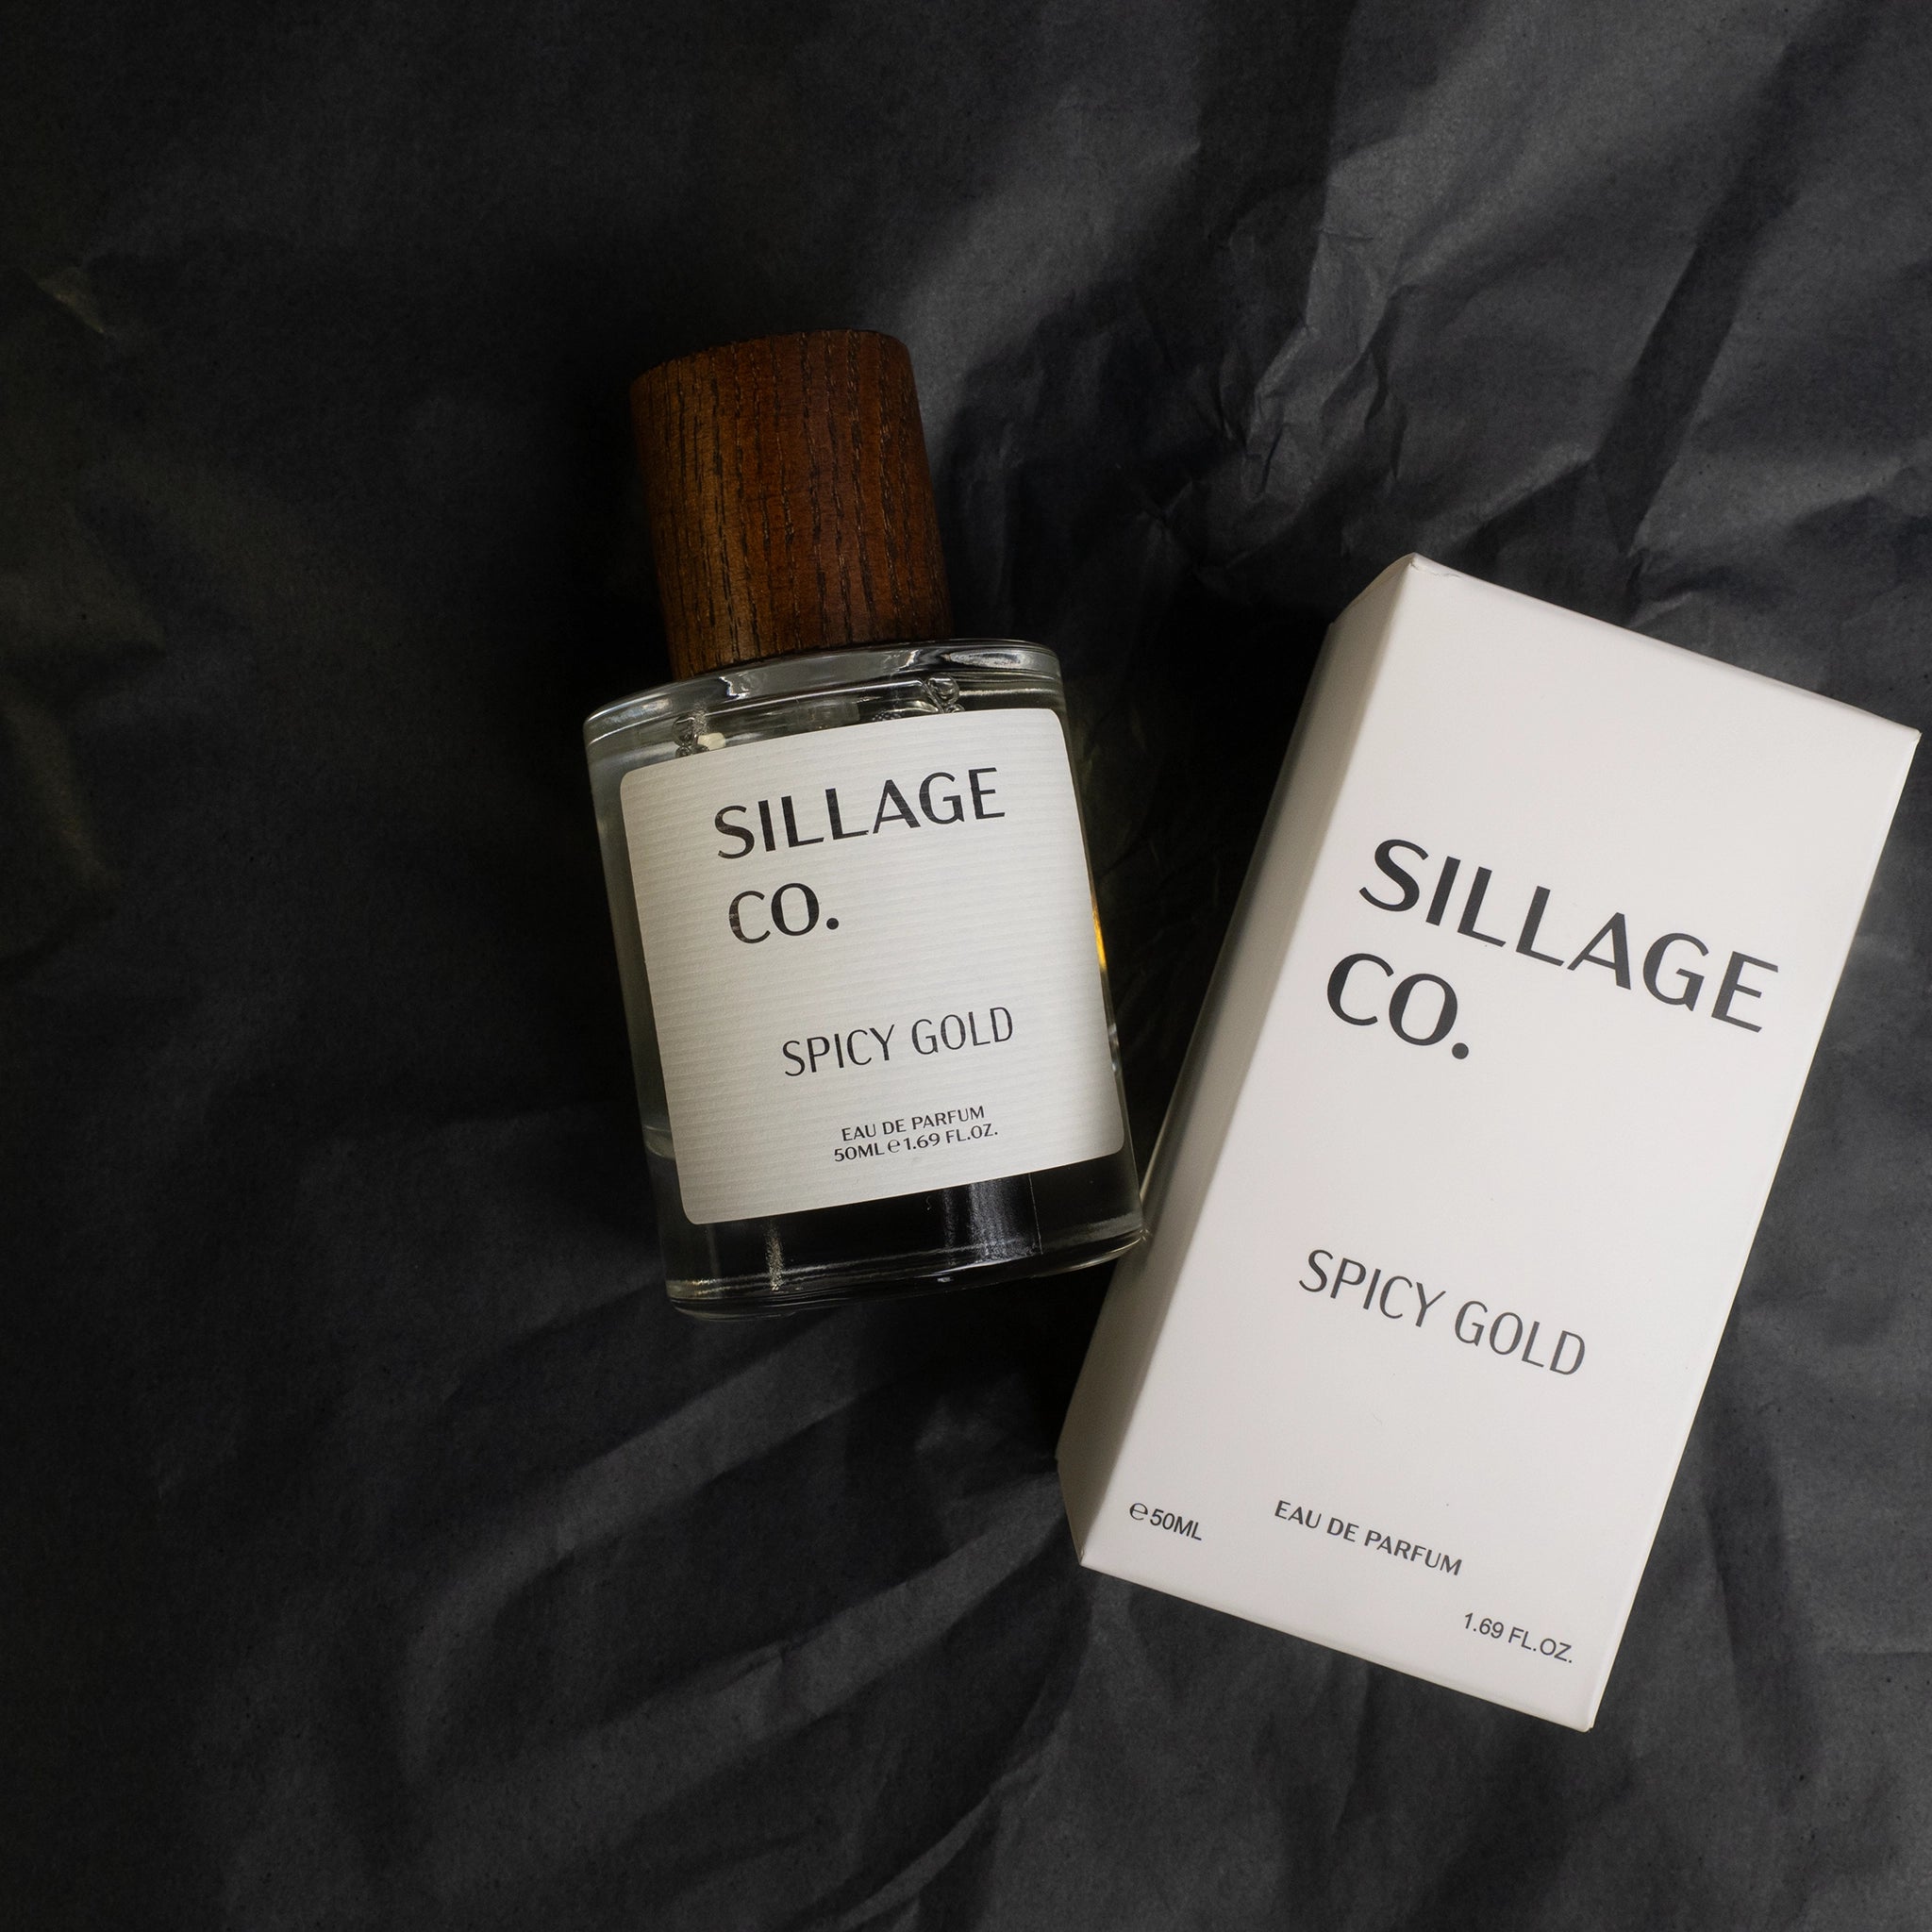 SILLAGE
CO.
SPICY GOLD
EAU DE PARFUM
50ML ℮ 1.69 FL.OZ.
SILLAGE
CO.
SPICY GOLD
℮ 50ML
EAU DE PARFUM
1.69 FL.OZ.